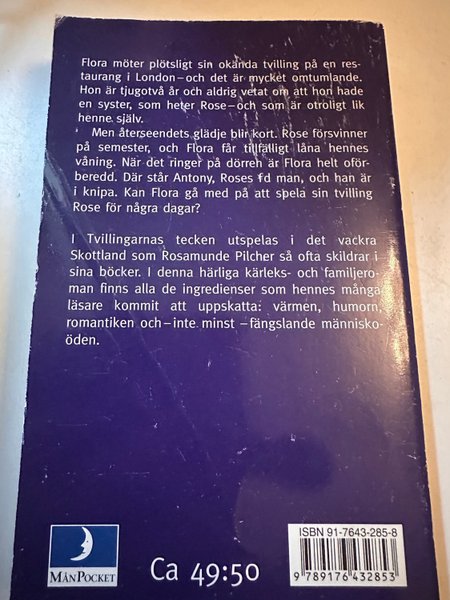 Flora möter plötsligt sin okända tvilling på en res-
taurang i London – och det är mycket omtumlande.
Hon är tjugotvå år och aldrig vetat om att hon hade
en syster, som heter Rose – och som är otroligt lik
henne själv.
Men återseendets glädje blir kort. Rose försvinner
på semester, och Flora får tillfälligt låna hennes
våning. När det ringer på dörren är Flora helt oför-
beredd. Där står Antony, Roses fd man, och han är
i knipa. Kan Flora gå med på att spela sin tvilling
Rose för några dagar?
I Tvillingarnas tecken utspelas i det vackra
Skottland som Rosamunde Pilcher så ofta skildrar i
sina böcker. I denna härliga kärleks- och familjero-
man finns alla de ingredienser som hennes många
läsare kommit att uppskatta: värmen, humorn,
romantiken och – inte minst – fängslande människo-
öden.
ISBN 91-7643-285-8
MÅNPOCKET
Ca 49:50
9 789176 432853